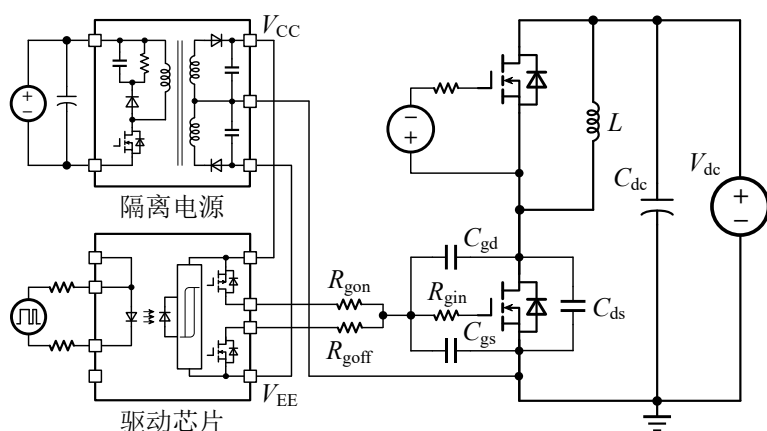 V_CC
隔离电源
L
C_dc
V_dc
C_gd
R_gon
R_gin
C_ds
C_gs
R_goff
V_EE
驱动芯片